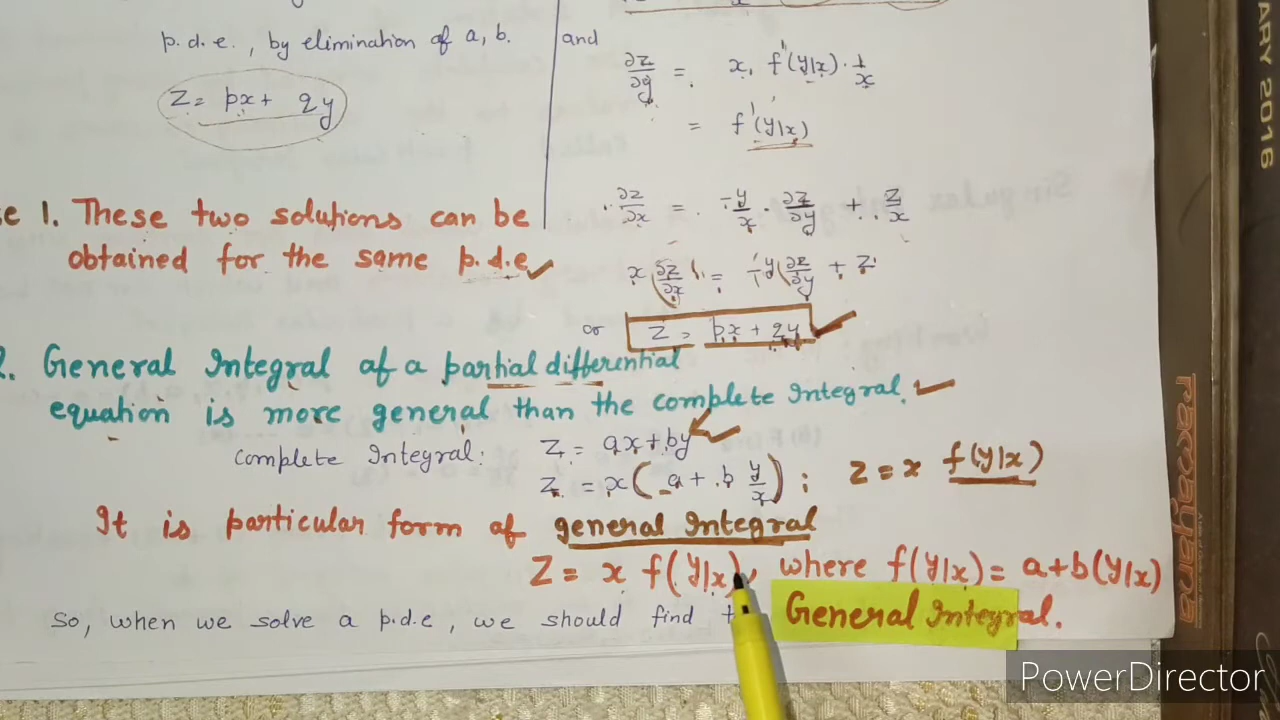 p.d.e., by elimination of a, b.
Z = px + qy
and
∂z/∂y = x. f'(y/x) · 1/x
= f'(y/x)
∂z/∂x = -y/x · ∂z/∂y + z/x
x ∂z/∂x = -y ∂z/∂y + z
or z = px + qy
1. These two solutions can be
obtained for the same p.d.e
2. General Integral of a partial differential
equation is more general than the complete Integral.
Complete Integral: Z = ax + by
Z = x(a + b y/x); z = x f(y/x)
It is particular form of general Integral
Z = x f(y/x), where f(y/x) = a+b(y/x)
So, when we solve a p.d.e, we should find
General Integral.
ARY 2016
PowerDirector